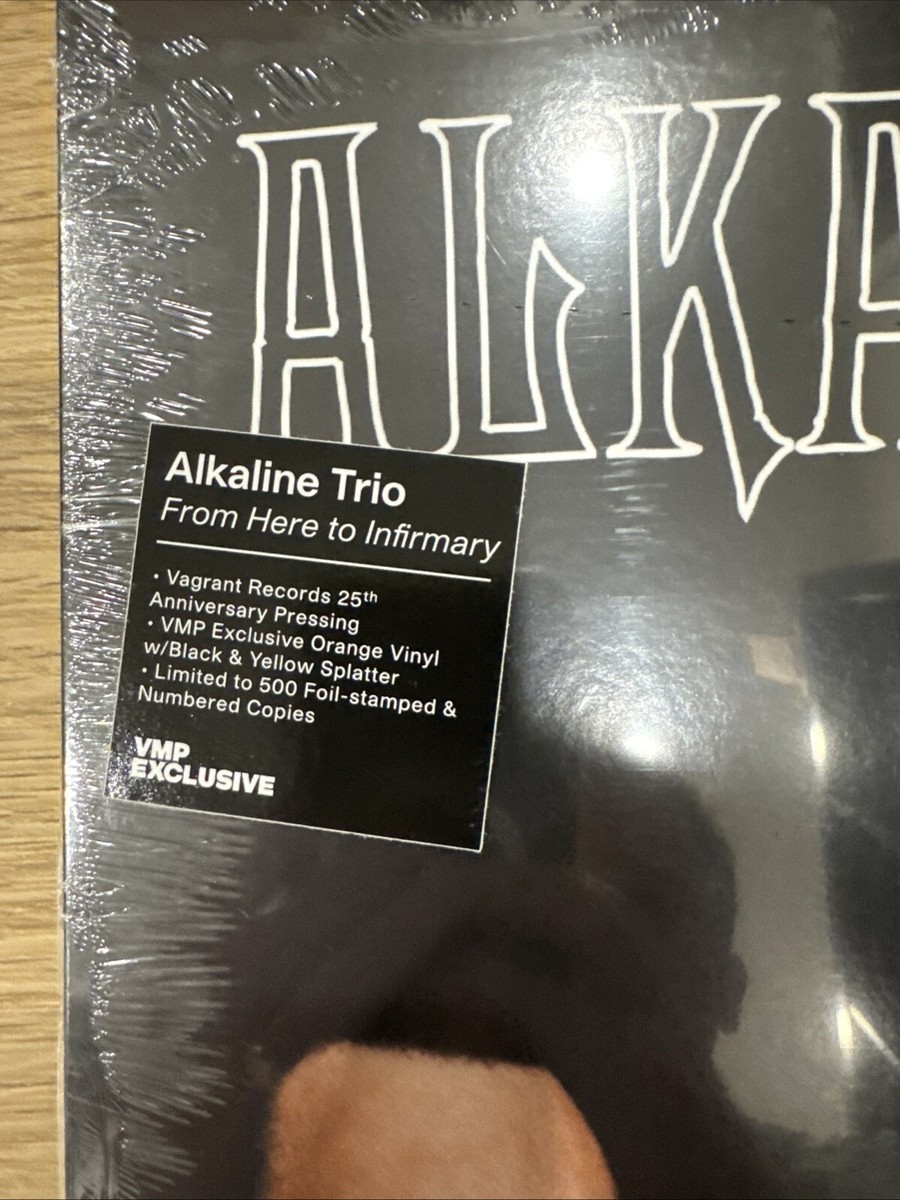 ALKA
Alkaline Trio
From Here to Infirmary
• Vagrant Records 25th
Anniversary Pressing
• VMP Exclusive Orange Vinyl
w/Black & Yellow Splatter
• Limited to 500 Foil-stamped &
Numbered Copies
VMP
EXCLUSIVE